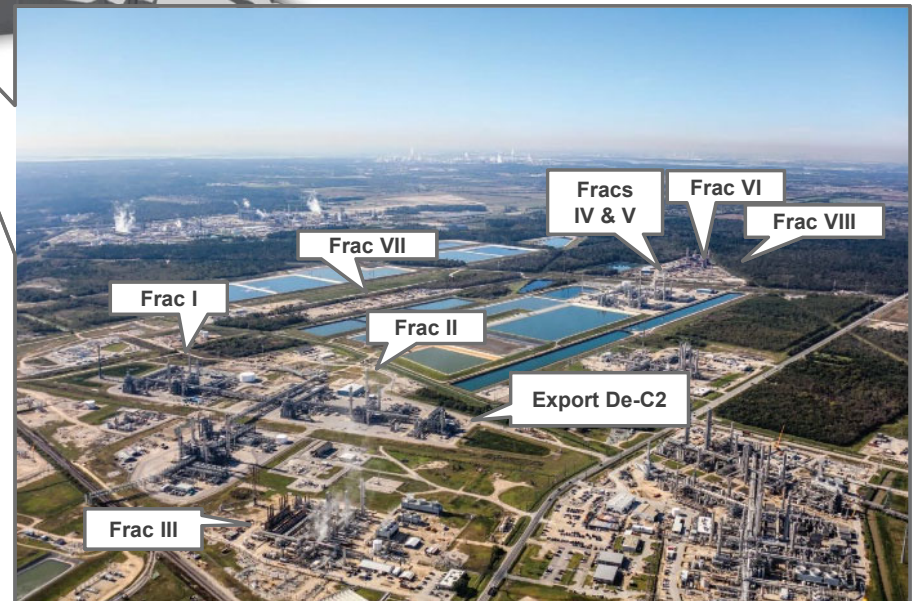 Fracs
IV & V
Frac VI
Frac VIII
Frac VII
Frac I
Frac II
Export De-C2
Frac III